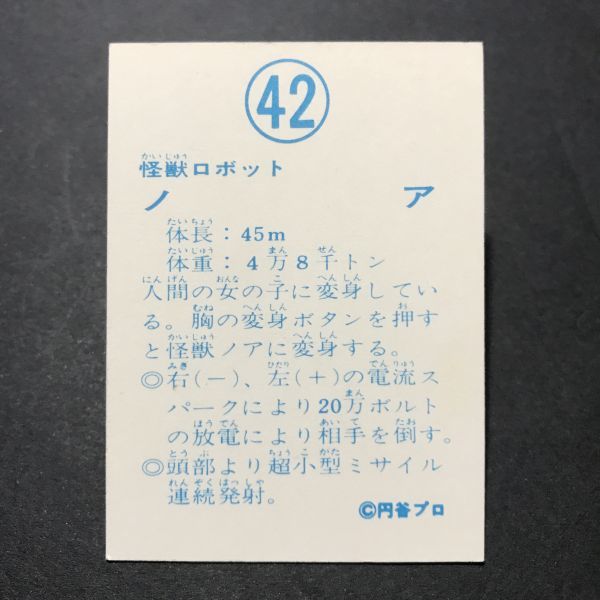 42
怪獣ロボット
ノア
体長：45m
体重：4万8千トン
人間の女の子に変身してい
る。胸の変身ボタンを押す
と怪獣ノアに変身する。
◎右(－)、左(＋)の電流ス
パークにより20万ボルト
の放電により相手を倒す。
◎頭部より超小型ミサイル
連続発射。
©円谷プロ